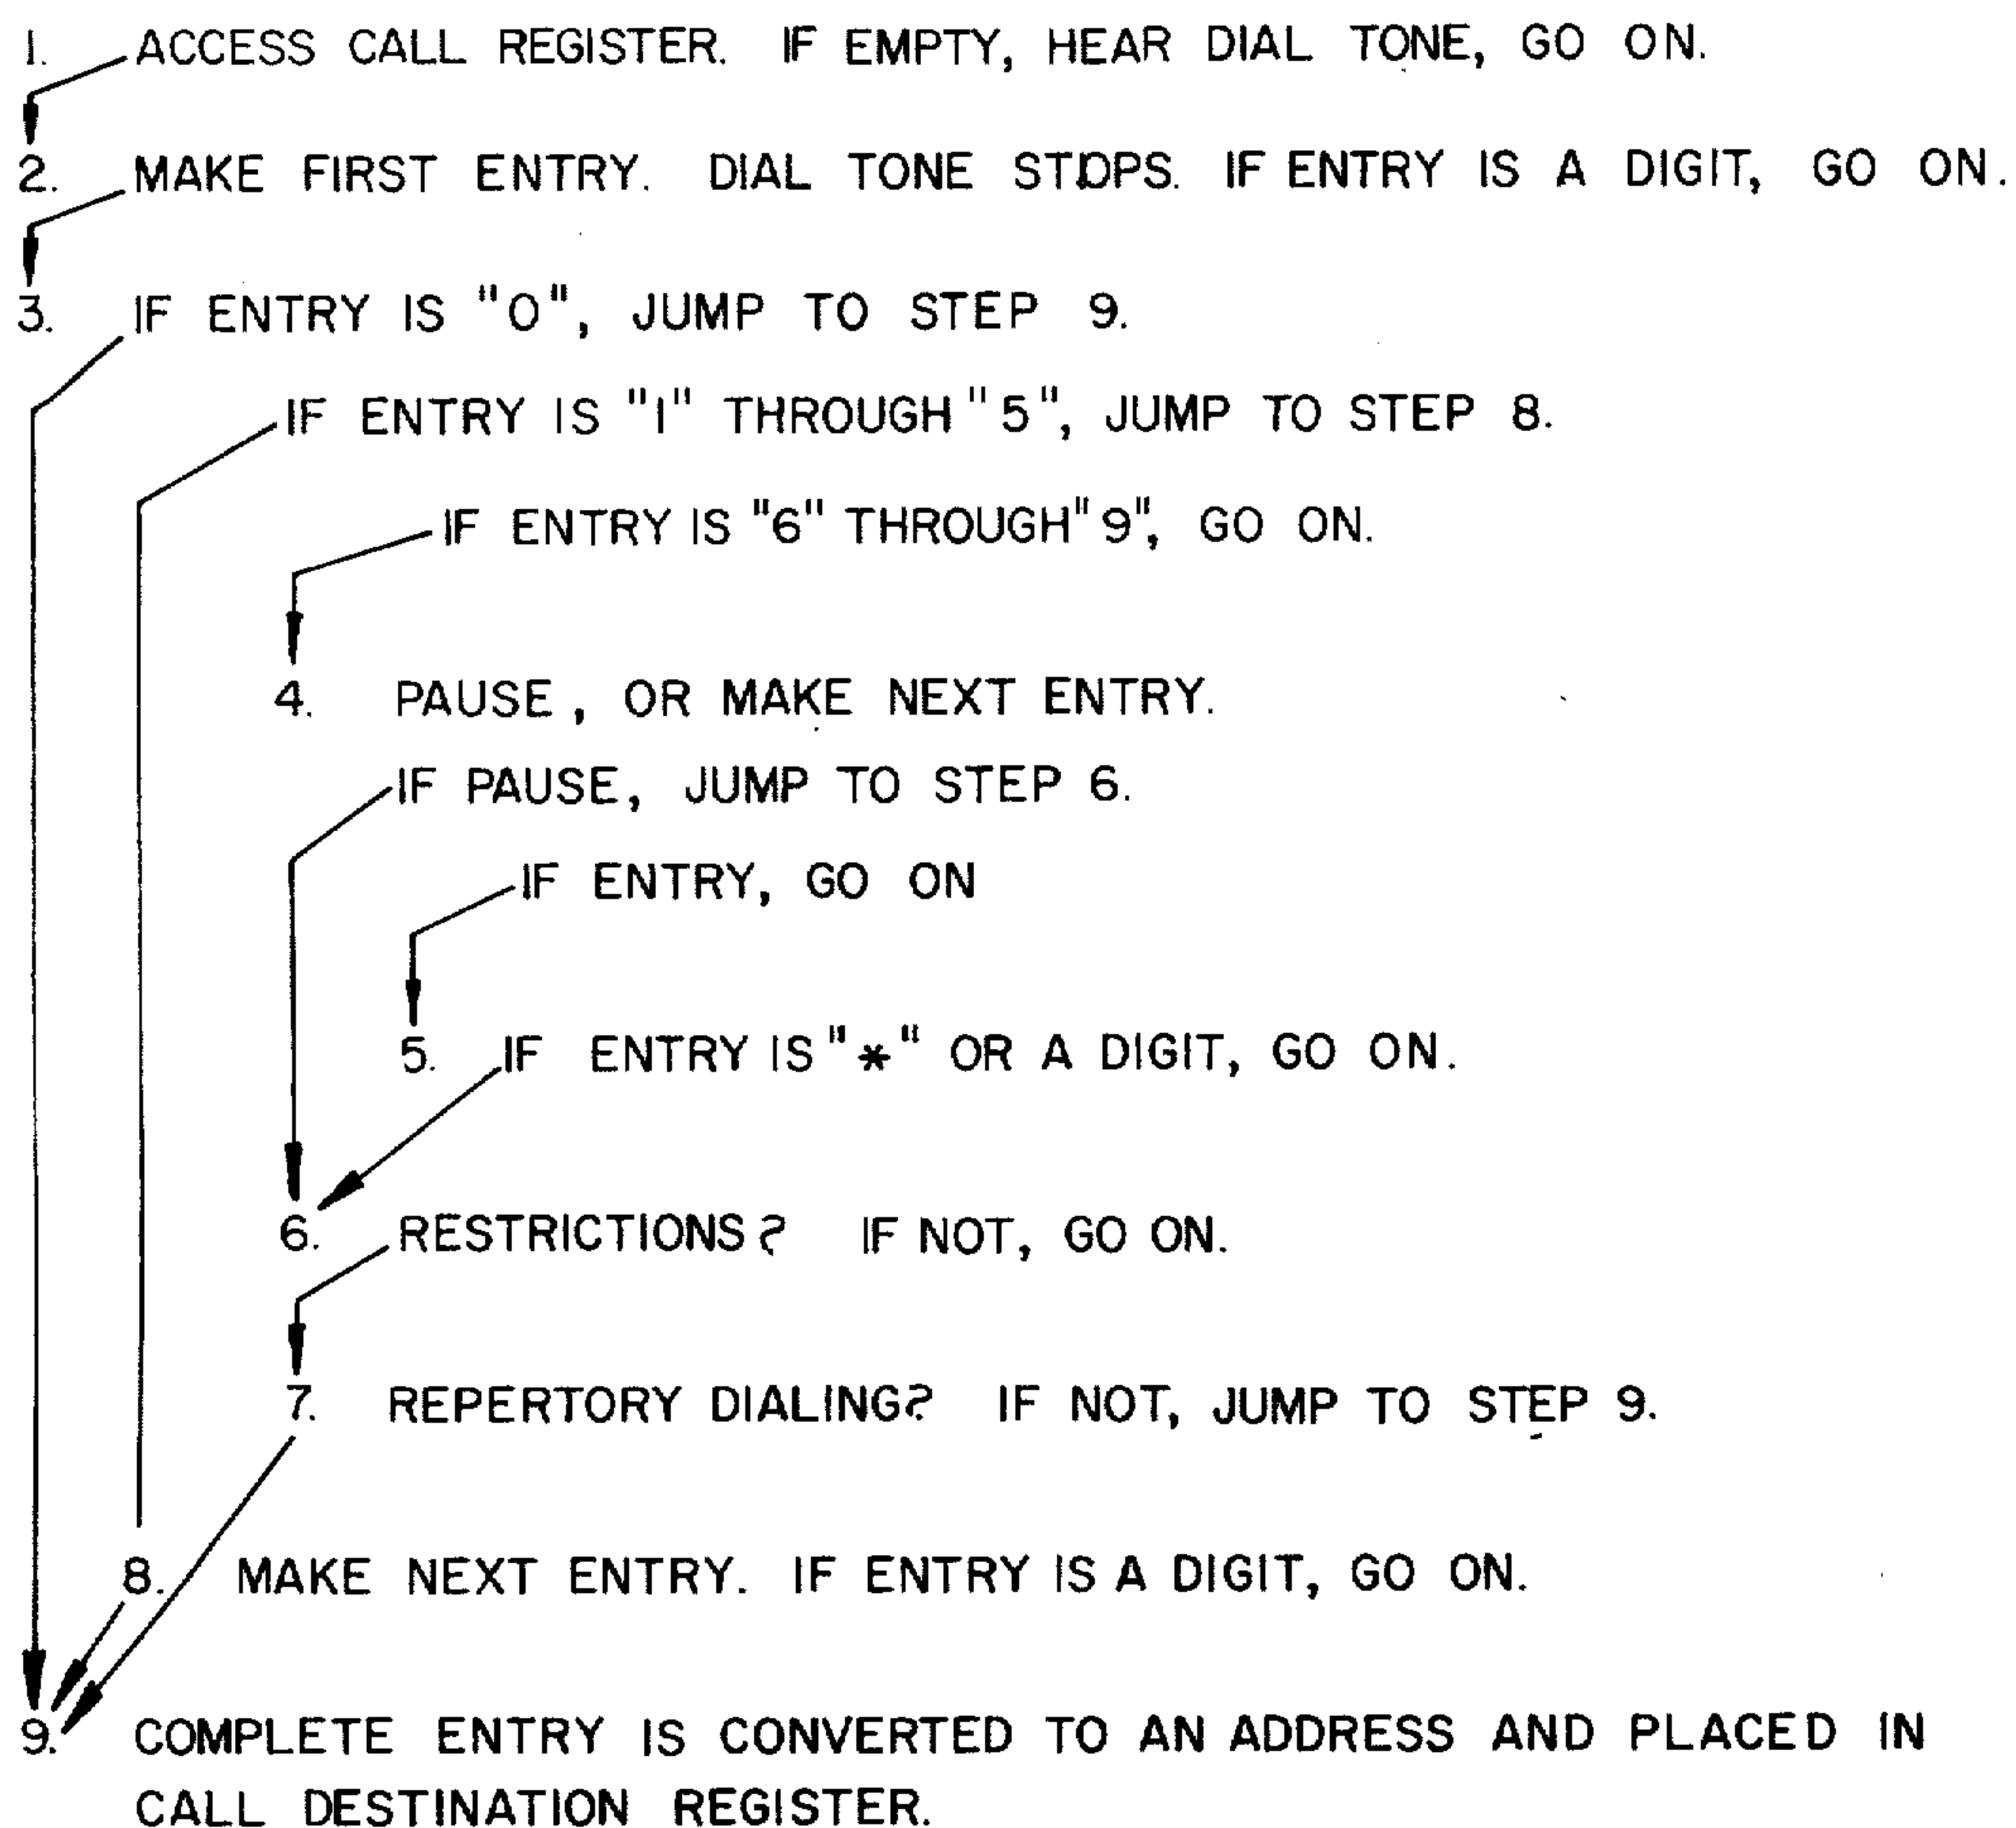 1. ACCESS CALL REGISTER. IF EMPTY, HEAR DIAL TONE, GO ON.
2. MAKE FIRST ENTRY. DIAL TONE STOPS. IF ENTRY IS A DIGIT, GO ON.
3. IF ENTRY IS "0", JUMP TO STEP 9.
IF ENTRY IS "1" THROUGH "5", JUMP TO STEP 8.
IF ENTRY IS "6" THROUGH "9", GO ON.
4. PAUSE, OR MAKE NEXT ENTRY.
IF PAUSE, JUMP TO STEP 6.
IF ENTRY, GO ON
5. IF ENTRY IS "*" OR A DIGIT, GO ON.
6. RESTRICTIONS? IF NOT, GO ON.
7. REPERTORY DIALING? IF NOT, JUMP TO STEP 9.
8. MAKE NEXT ENTRY. IF ENTRY IS A DIGIT, GO ON.
9. COMPLETE ENTRY IS CONVERTED TO AN ADDRESS AND PLACED IN
CALL DESTINATION REGISTER.